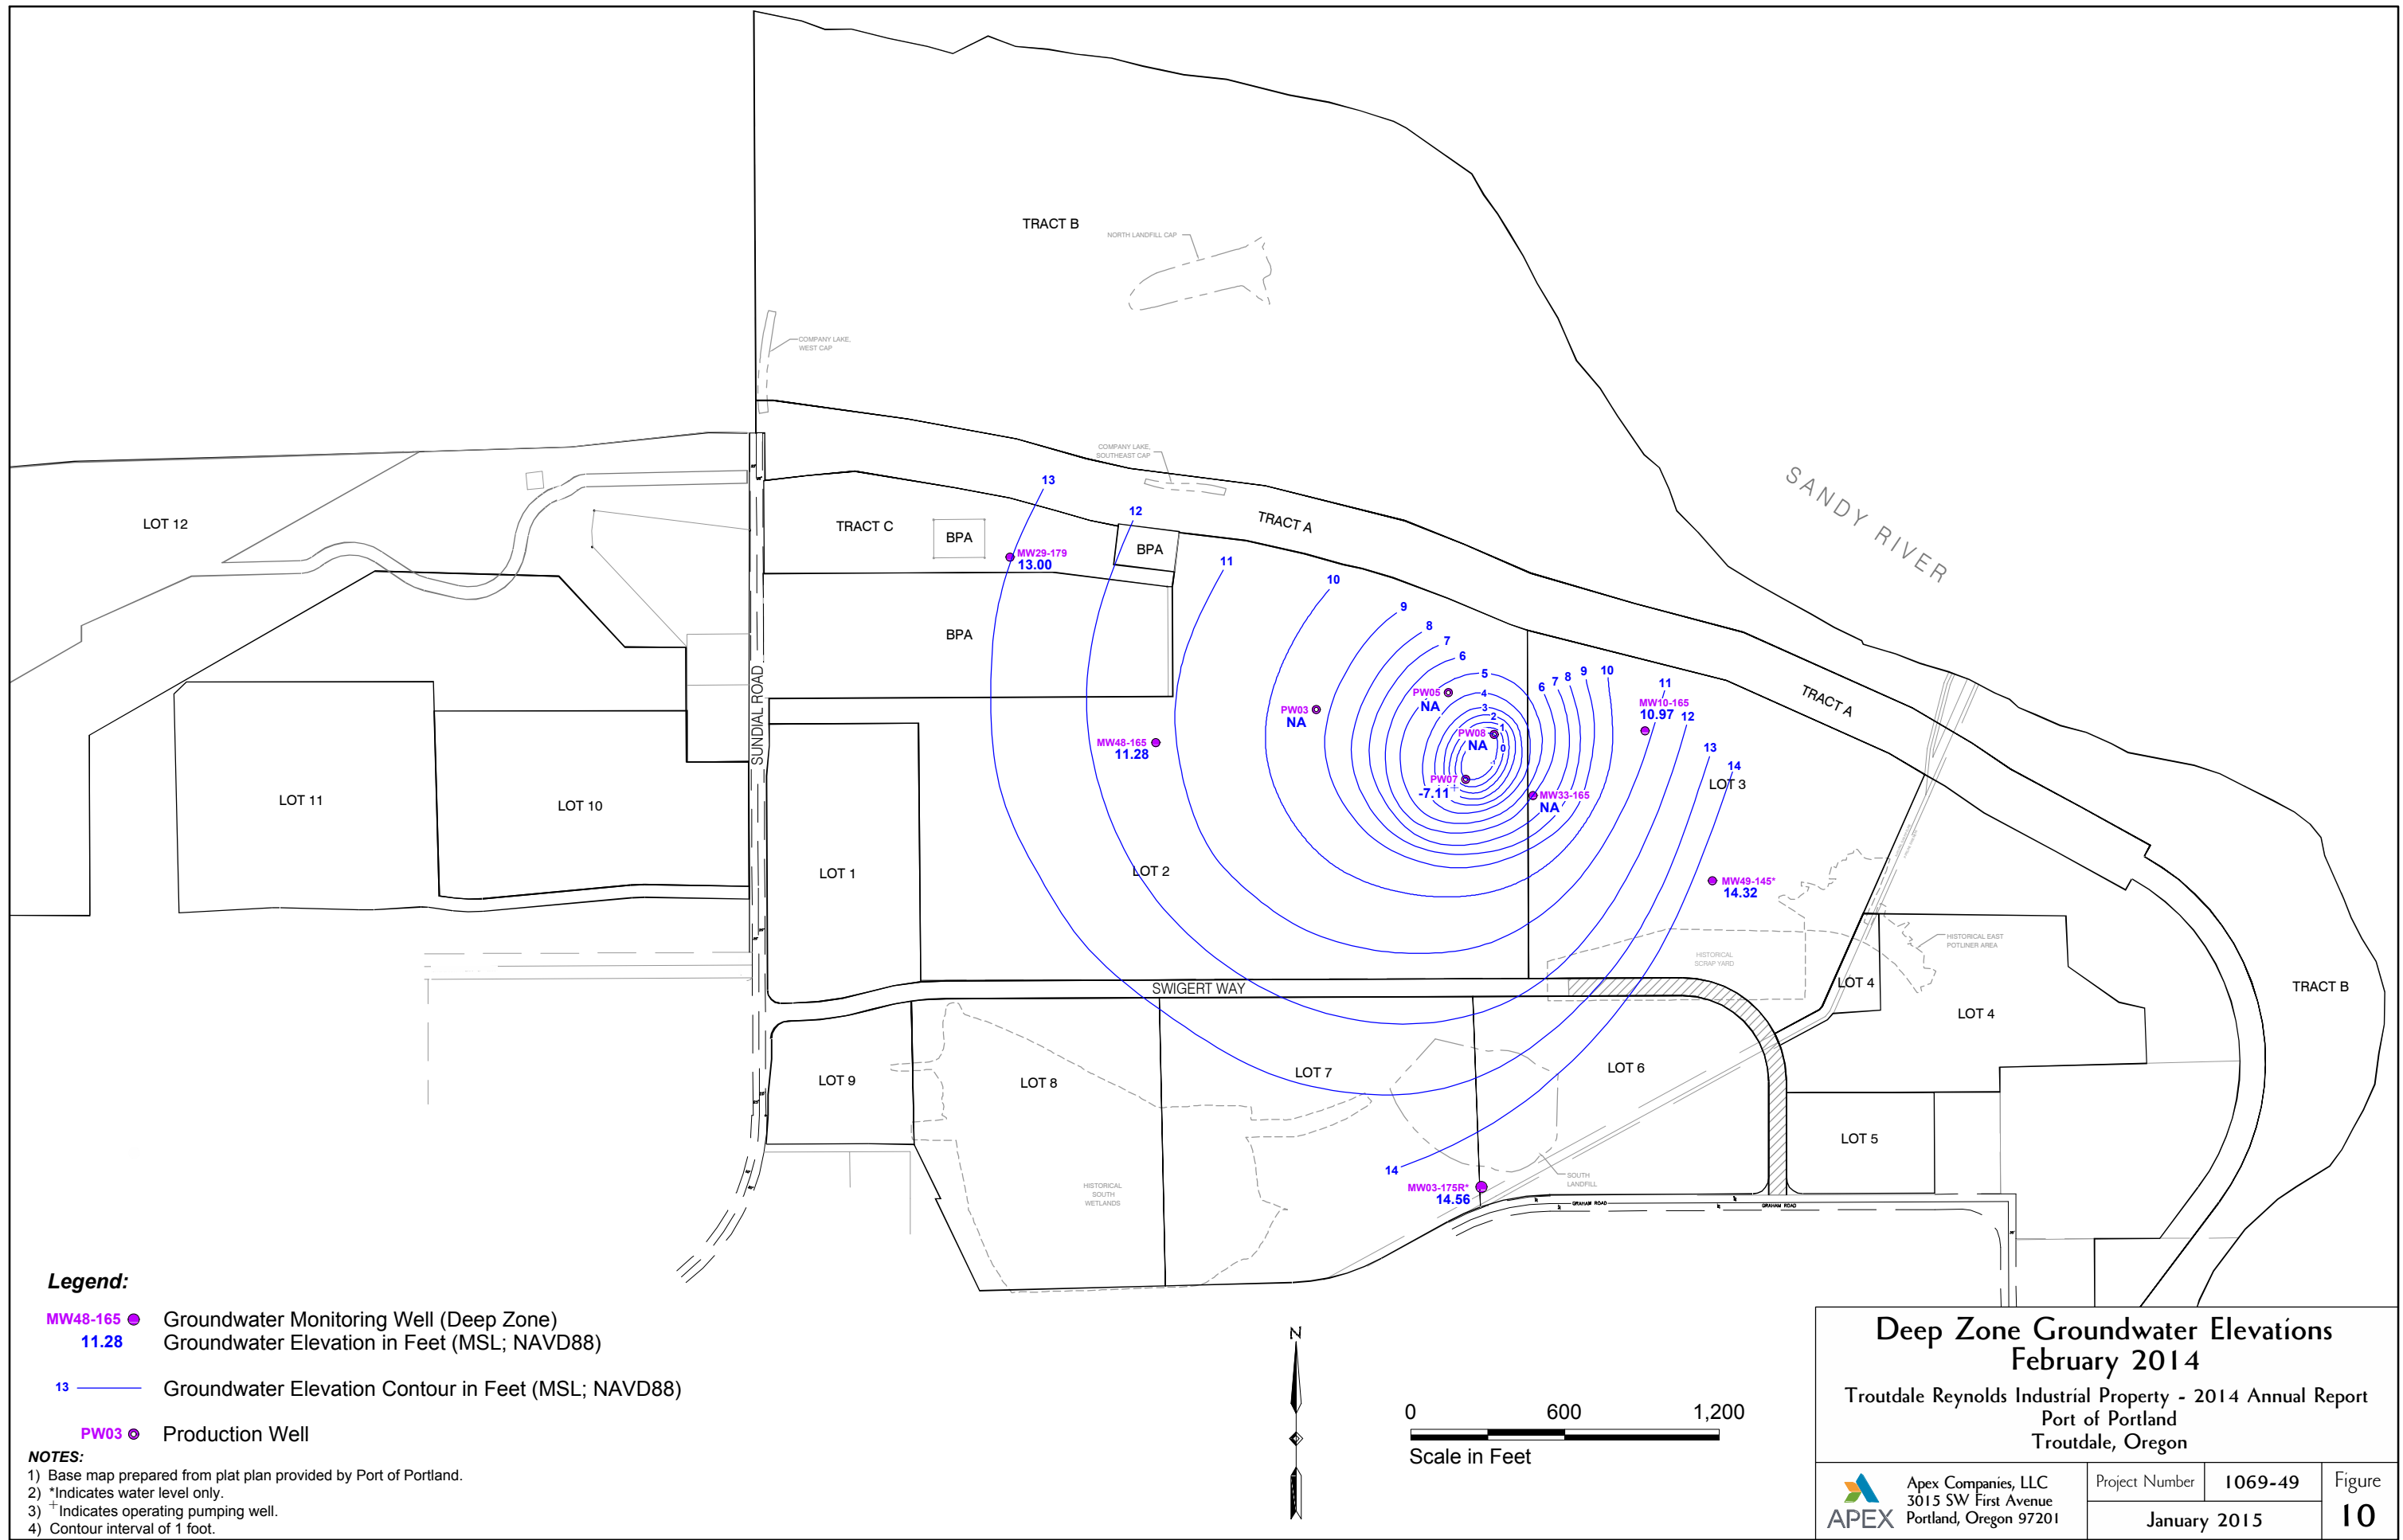 TRACT B
NORTH LANDFILL CAP
COMPANY LAKE,
WEST CAP
COMPANY LAKE,
SOUTHEAST CAP
SANDY RIVER
LOT 12
TRACT C
BPA
BPA
TRACT A
13
12
11
10
9
8
7
6
5
4
3
2
1
0
MW29-179
13.00
BPA
6
7
8
9
10
11
12
13
14
SUNDIAL ROAD
PW03
NA
PW05
NA
PW08
NA
PW07
-7.11+
MW10-165
10.97
MW48-165
11.28
MW33-165
NA
TRACT A
LOT 3
LOT 11
LOT 10
LOT 1
LOT 2
MW49-145*
14.32
HISTORICAL EAST
POTLINER AREA
HISTORICAL
SCRAP YARD
SWIGERT WAY
LOT 4
LOT 4
TRACT B
LOT 9
LOT 8
LOT 7
LOT 6
LOT 5
14
MW03-175R*
14.56
SOUTH
LANDFILL
HISTORICAL
SOUTH
WETLANDS
GRAHAM ROAD
GRAHAM ROAD
Legend:
MW48-165 Groundwater Monitoring Well (Deep Zone)
11.28 Groundwater Elevation in Feet (MSL; NAVD88)
13 Groundwater Elevation Contour in Feet (MSL; NAVD88)
PW03 Production Well
NOTES:
1) Base map prepared from plat plan provided by Port of Portland.
2) *Indicates water level only.
3) +Indicates operating pumping well.
4) Contour interval of 1 foot.
N
0 600 1,200
Scale in Feet
Deep Zone Groundwater Elevations
February 2014
Troutdale Reynolds Industrial Property - 2014 Annual Report
Port of Portland
Troutdale, Oregon
APEX
Apex Companies, LLC
3015 SW First Avenue
Portland, Oregon 97201
Project Number 1069-49
January 2015
Figure
10